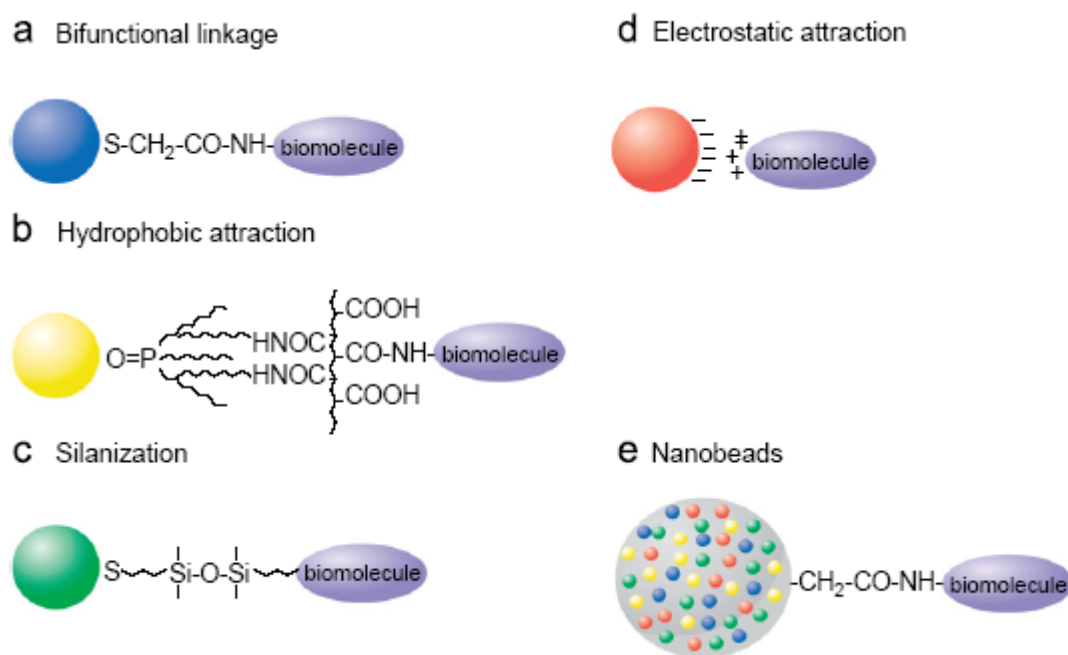 a Bifunctional linkage
S-CH₂-CO-NH- biomolecule
b Hydrophobic attraction
COOH
HNOC
O=P CO-NH- biomolecule
HNOC
COOH
c Silanization
S Si-O-Si biomolecule
d Electrostatic attraction
biomolecule
e Nanobeads
-CH₂-CO-NH- biomolecule